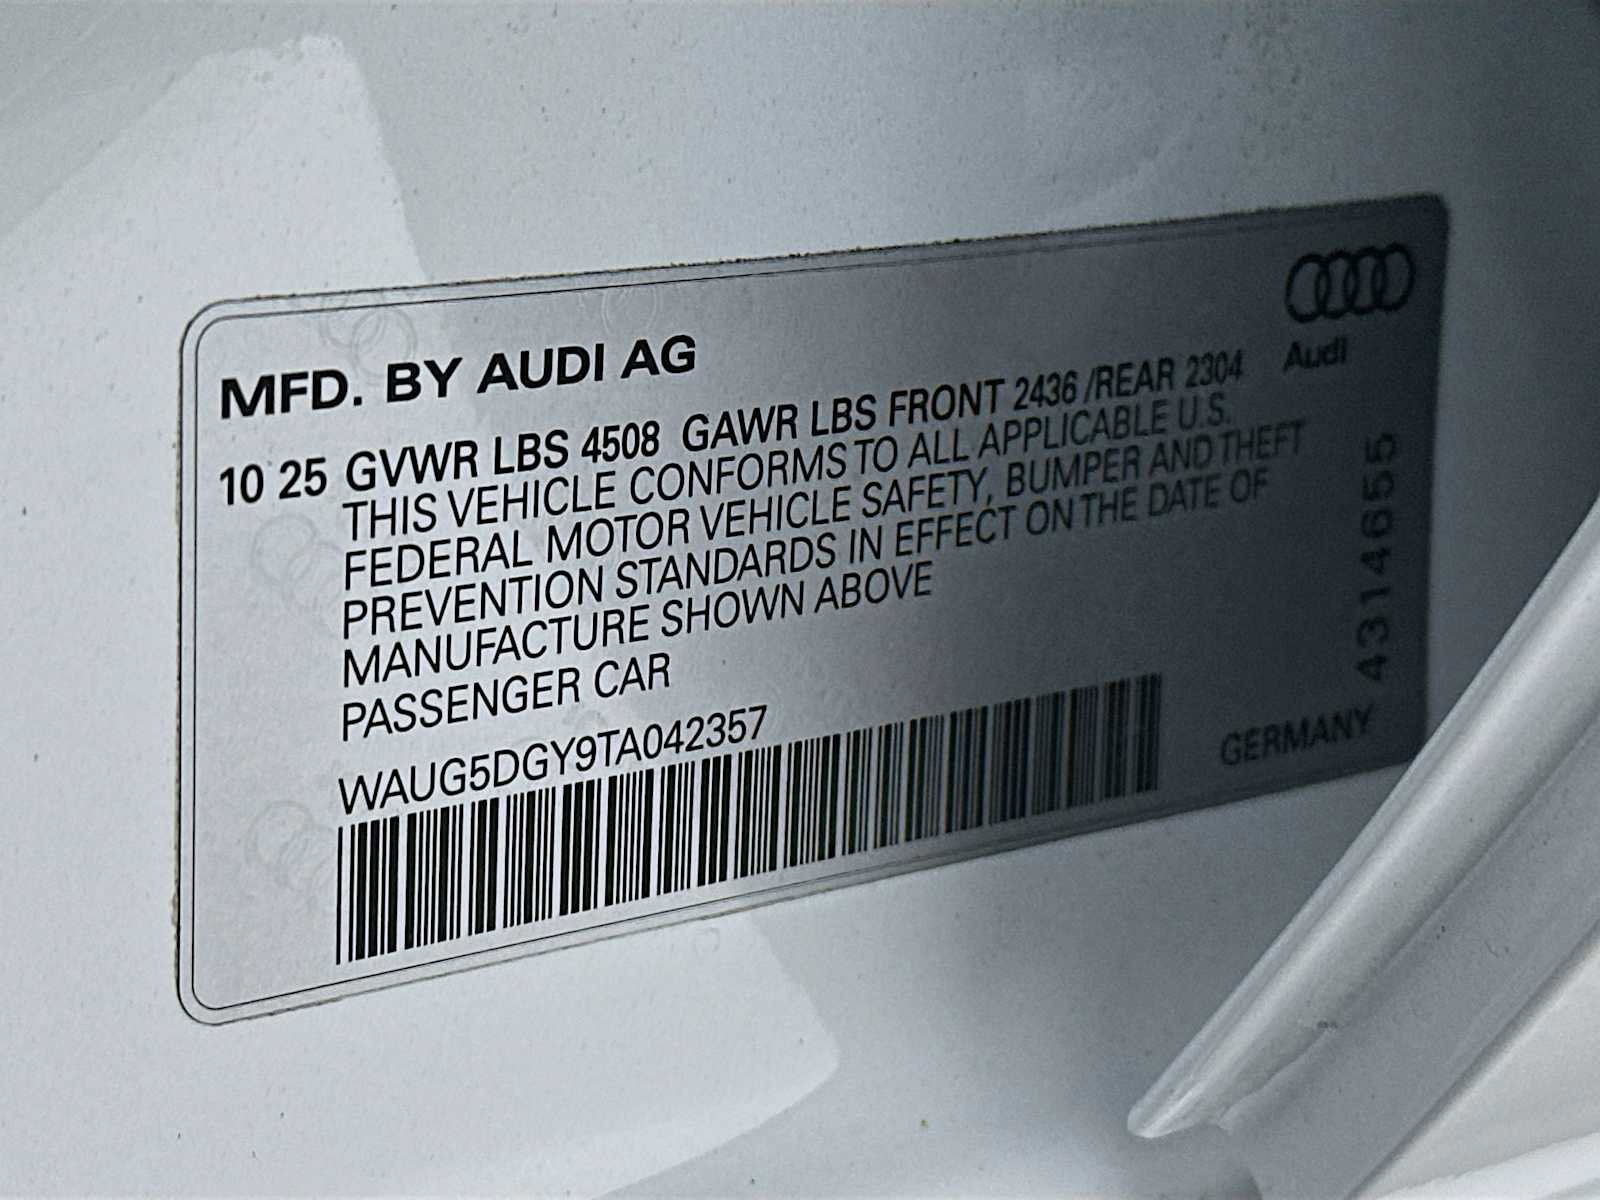 MFD. BY AUDI AG
Audi
10 25 GVWR LBS 4508 GAWR LBS FRONT 2436 /REAR 2304
THIS VEHICLE CONFORMS TO ALL APPLICABLE U.S.
FEDERAL MOTOR VEHICLE SAFETY, BUMPER AND THEFT
PREVENTION STANDARDS IN EFFECT ON THE DATE OF
MANUFACTURE SHOWN ABOVE
PASSENGER CAR
WAUG5DGY9TA042357
GERMANY
4314655